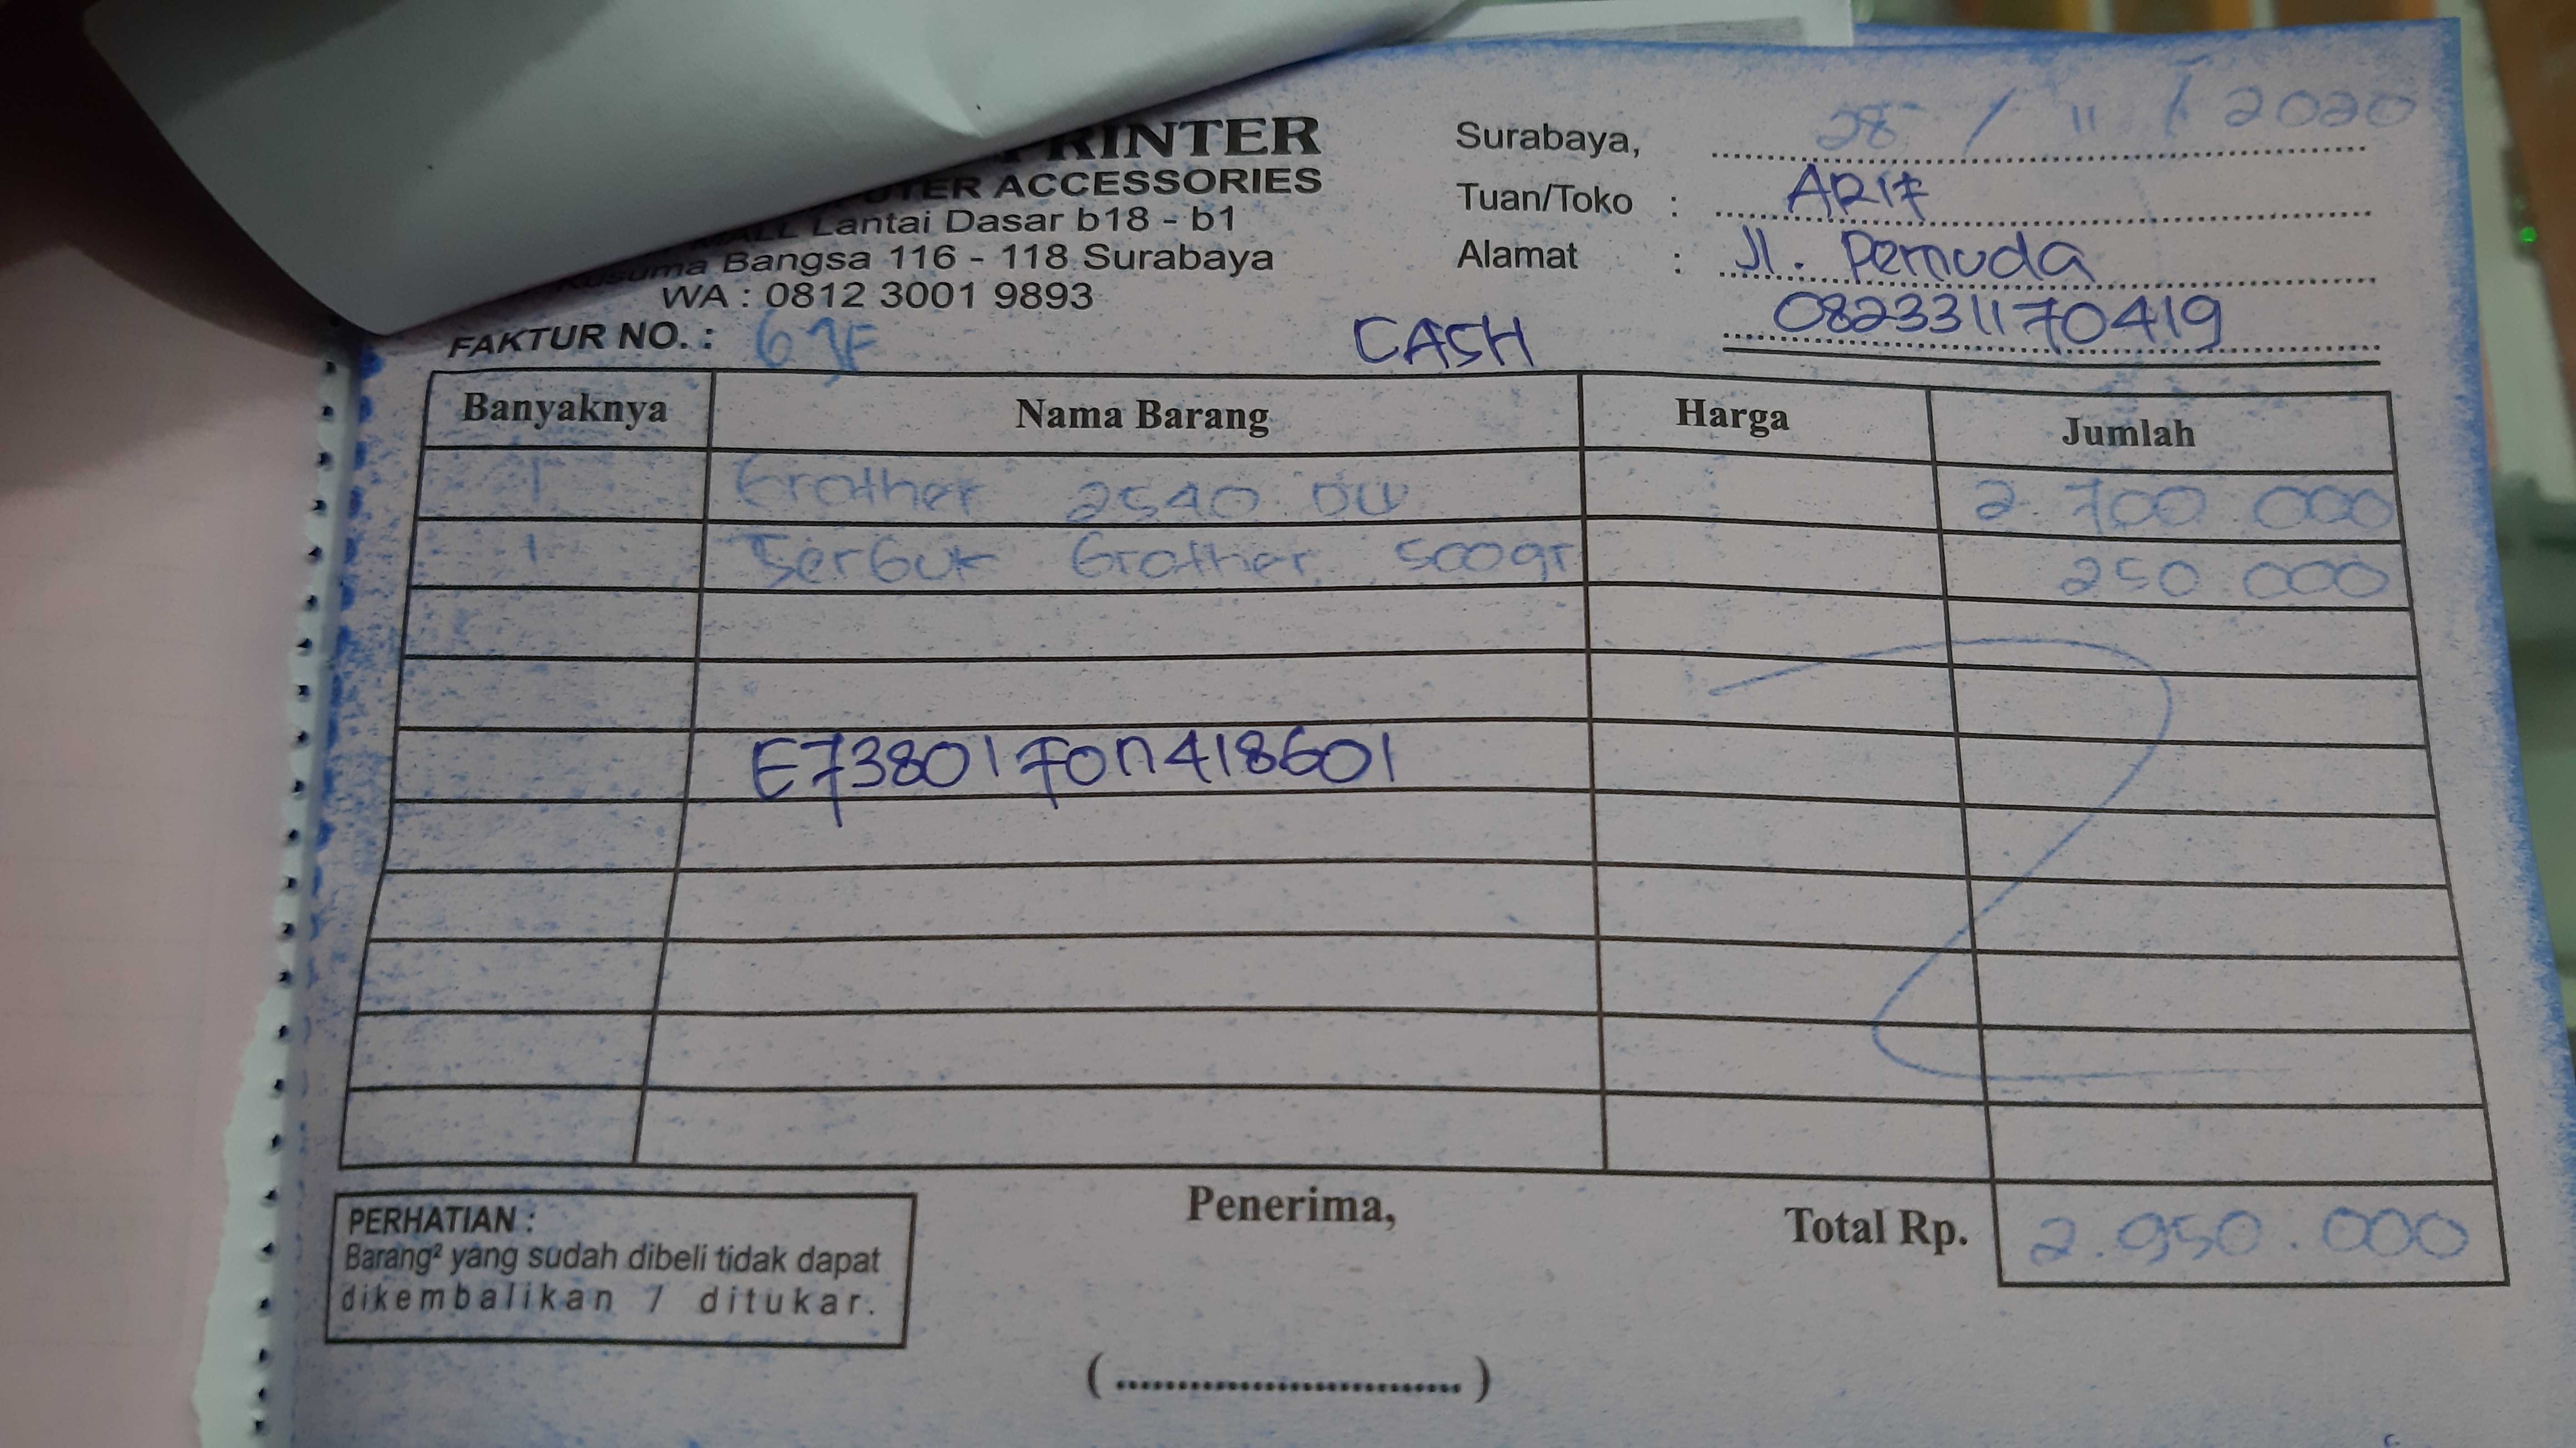 PRINTER
COMPUTER ACCESSORIES
MALL Lantai Dasar b18 - b1
Kusuma Bangsa 116 - 118 Surabaya
WA : 0812 3001 9893
FAKTUR NO. :
CASH
Surabaya, 28 / 11 / 2020
Tuan/Toko : ARIF
Alamat : Jl. Pemuda
082331170419
Banyaknya Nama Barang Harga Jumlah
1 Brother 2540 DW 2.700.000
1 Serbuk Brother 500gr 250.000
E73801F0N418601
PERHATIAN :
Barang² yang sudah dibeli tidak dapat
dikembalikan / ditukar.
Penerima,
(..............................)
Total Rp. 2.950.000